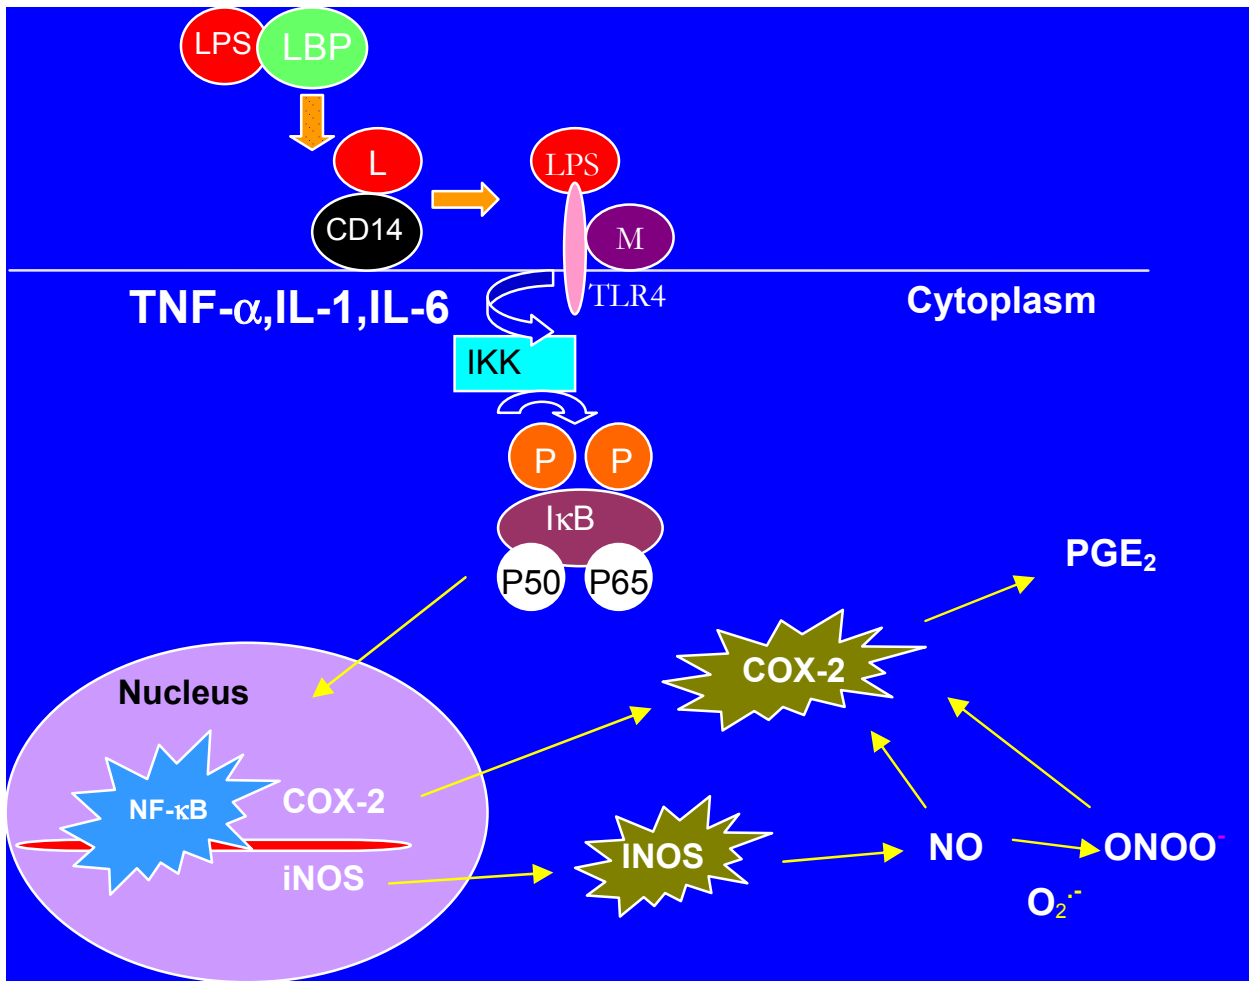 LPS LBP
L
CD14
LPS
M
TLR4
TNF-α,IL-1,IL-6
Cytoplasm
IKK
P P
IκB
P50 P65
PGE₂
COX-2
Nucleus
NF-κB
COX-2
iNOS
INOS
NO
ONOO⁻
O₂·⁻